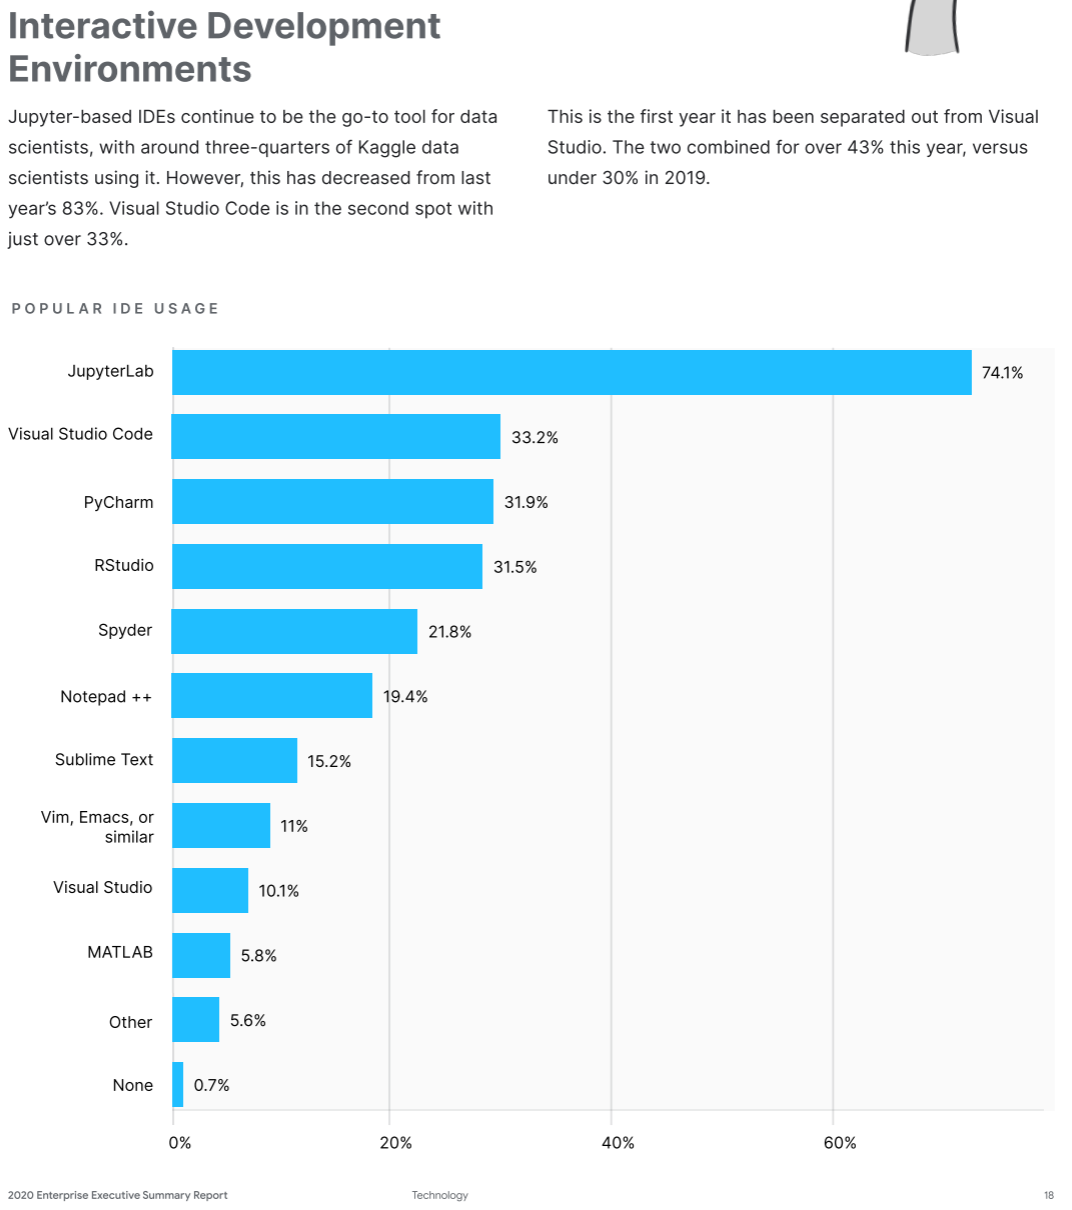 Interactive Development
Environments
Jupyter-based IDEs continue to be the go-to tool for data
scientists, with around three-quarters of Kaggle data
scientists using it. However, this has decreased from last
year’s 83%. Visual Studio Code is in the second spot with
just over 33%.
This is the first year it has been separated out from Visual
Studio. The two combined for over 43% this year, versus
under 30% in 2019.
POPULAR IDE USAGE
JupyterLab 74.1%
Visual Studio Code 33.2%
PyCharm 31.9%
RStudio 31.5%
Spyder 21.8%
Notepad ++ 19.4%
Sublime Text 15.2%
Vim, Emacs, or
similar 11%
Visual Studio 10.1%
MATLAB 5.8%
Other 5.6%
None 0.7%
0% 20% 40% 60%
2020 Enterprise Executive Summary Report Technology 18